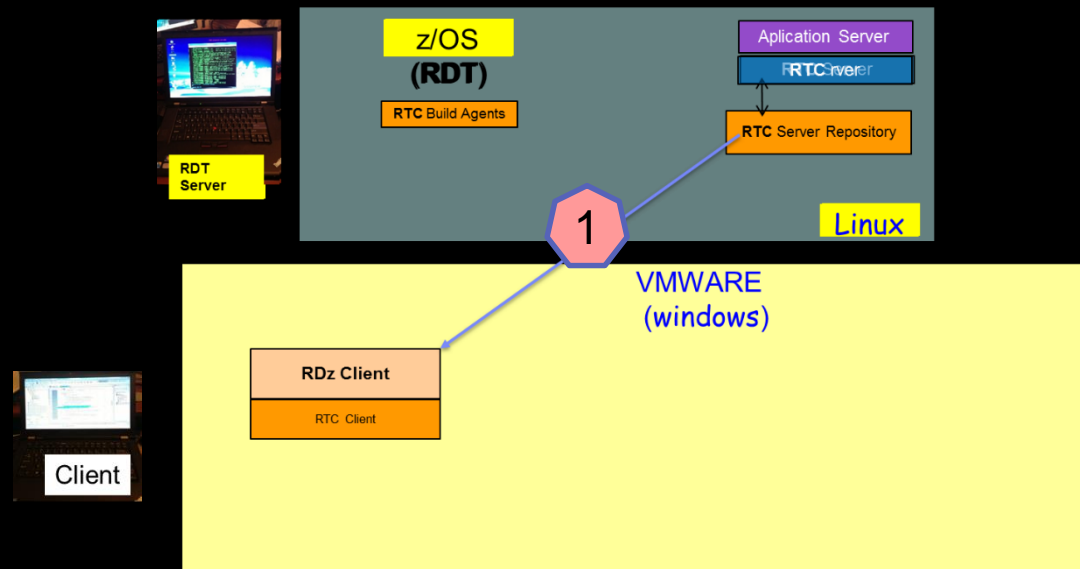 z/OS
(RDT)
RTC Build Agents
Aplication Server
RTC
RTC Server Repository
RDT
Server
Linux
1
VMWARE
(windows)
RDz Client
RTC Client
Client